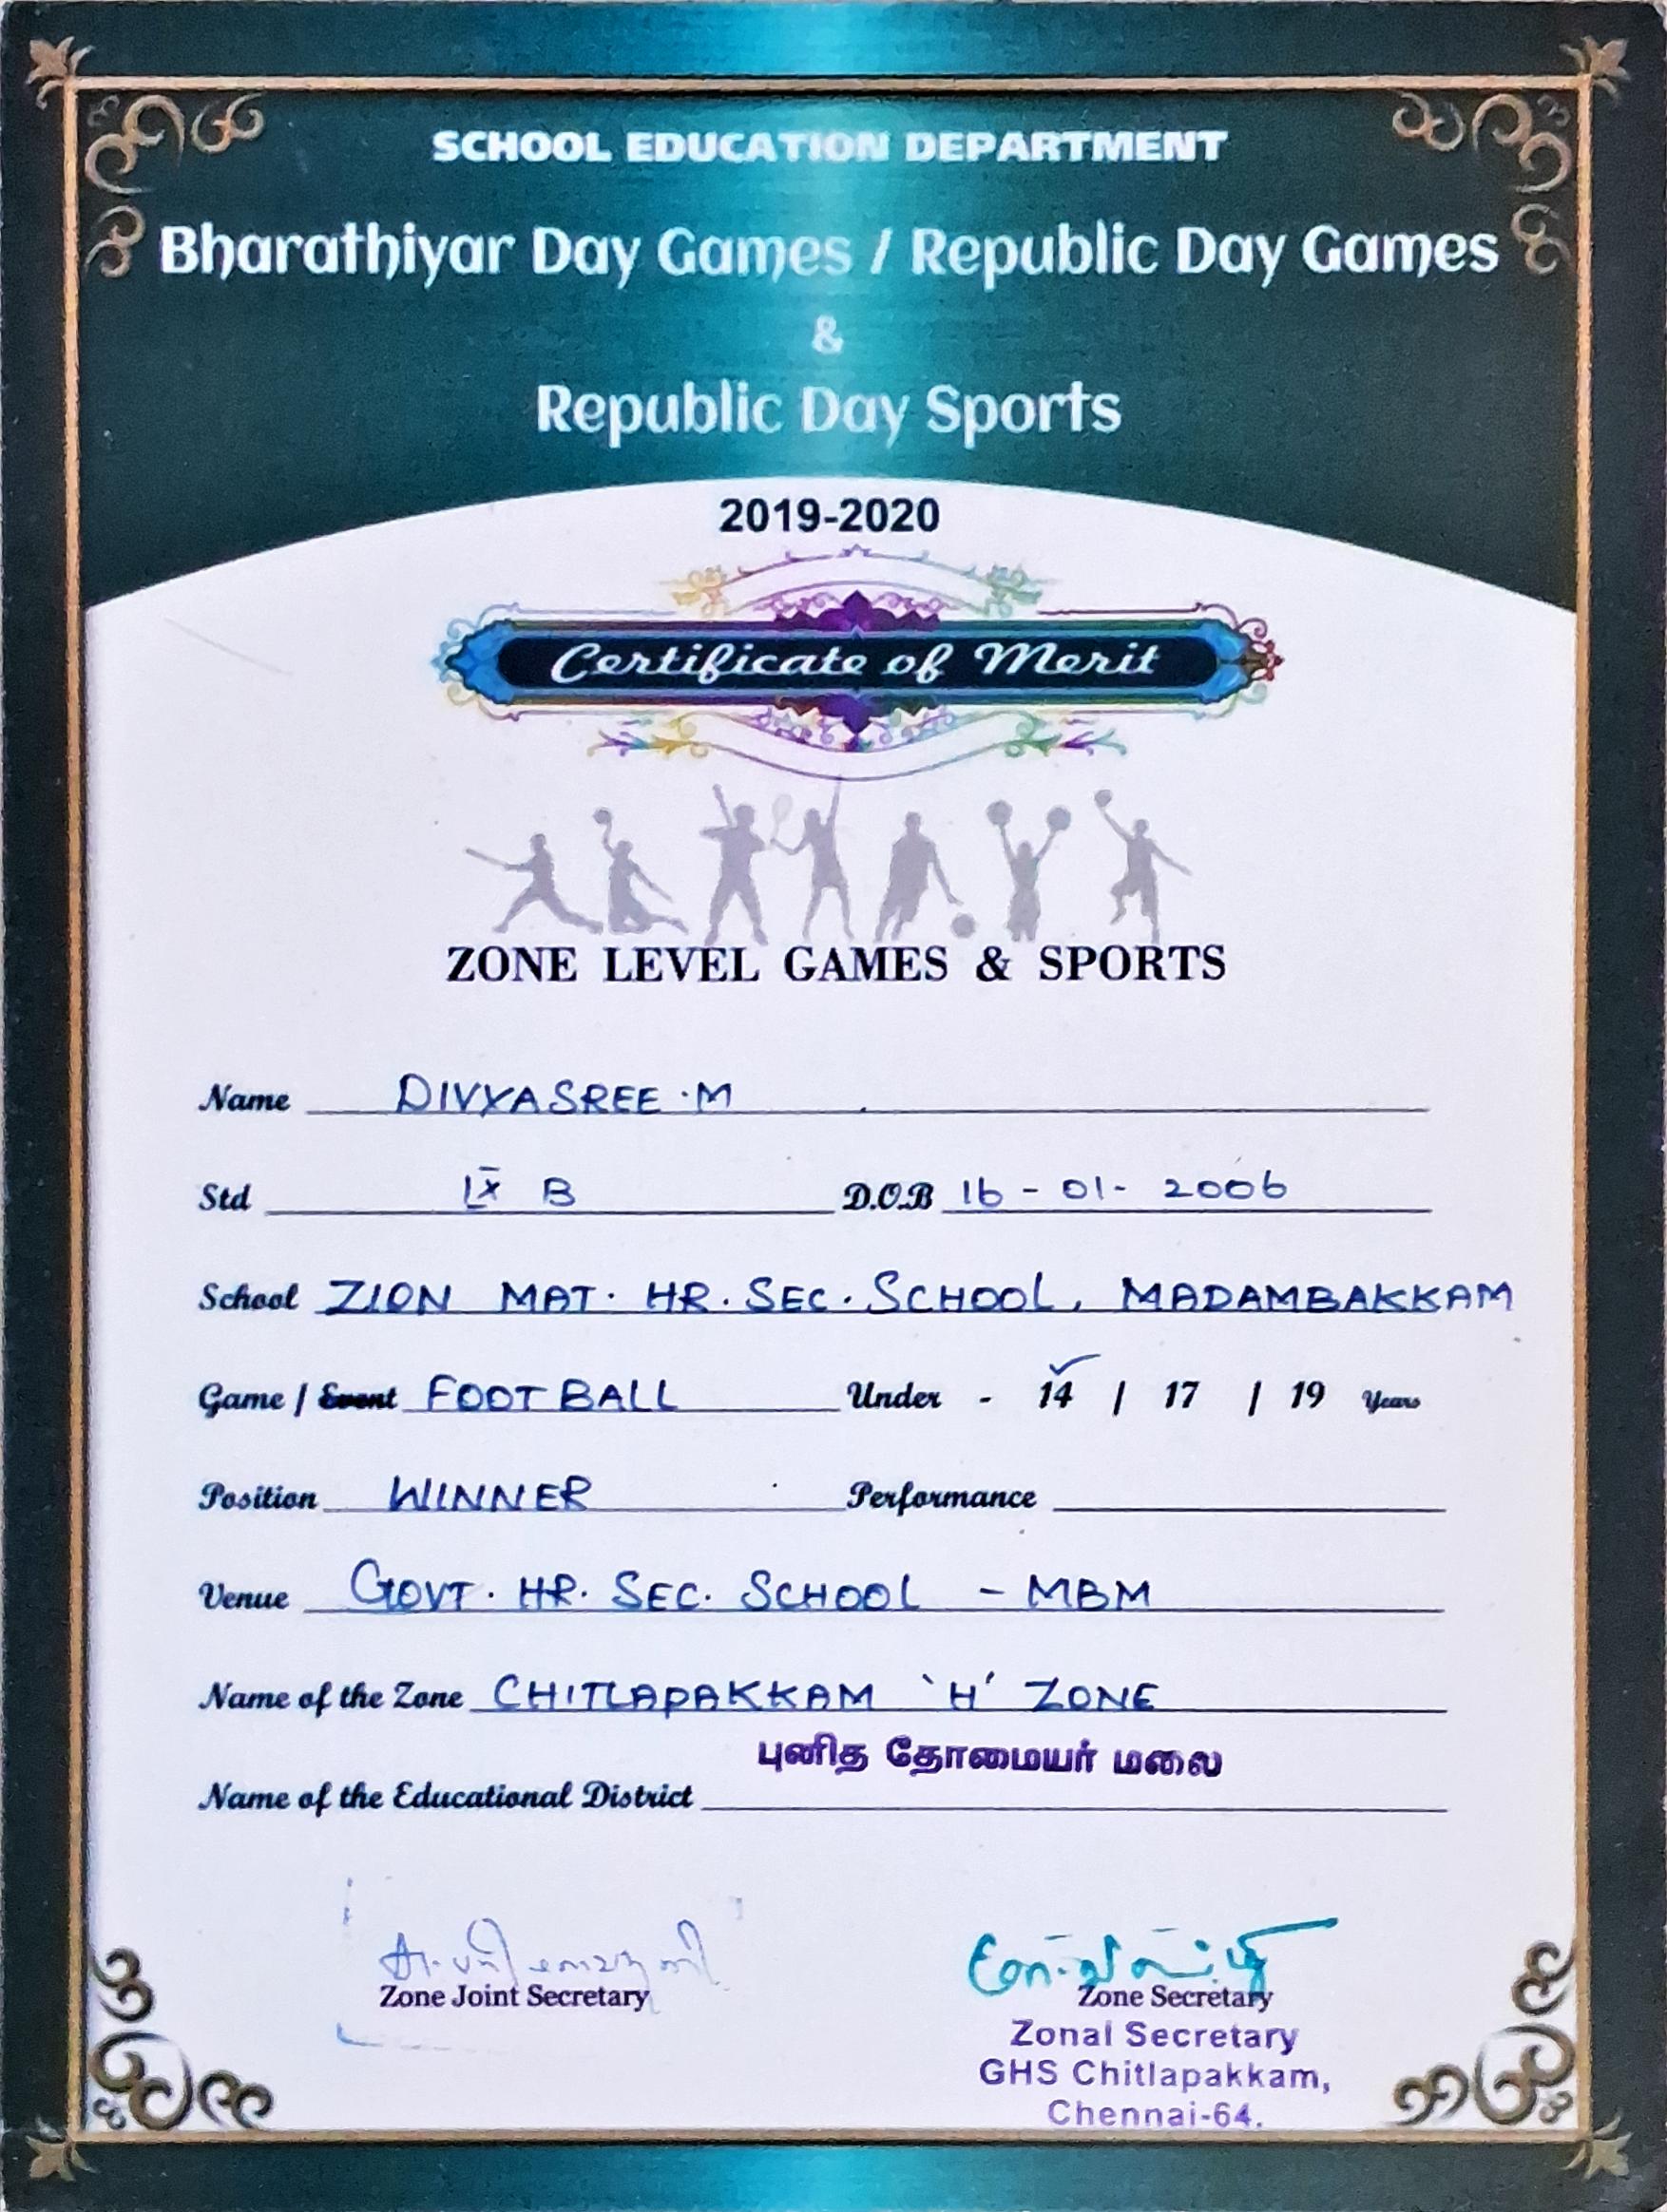 SCHOOL EDUCATION DEPARTMENT
Bharathiyar Day Games / Republic Day Games
&
Republic Day Sports
2019-2020
Certificate of Merit
ZONE LEVEL GAMES & SPORTS
Name DIVYASREE . M
Std IX B D.O.B 16 - 01 - 2006
School ZION MAT. HR. SEC. SCHOOL, MADAMBAKKAM
Game / Event FOOT BALL Under - 14 / 17 / 19 Years
Position WINNER Performance
Venue GOVT. HR. SEC. SCHOOL - MBM
Name of the Zone CHITLAPAKKAM 'H' ZONE
புனித தோமையர் மலை
Name of the Educational District
Zone Joint Secretary
Zone Secretary
Zonal Secretary
GHS Chitlapakkam,
Chennai-64.